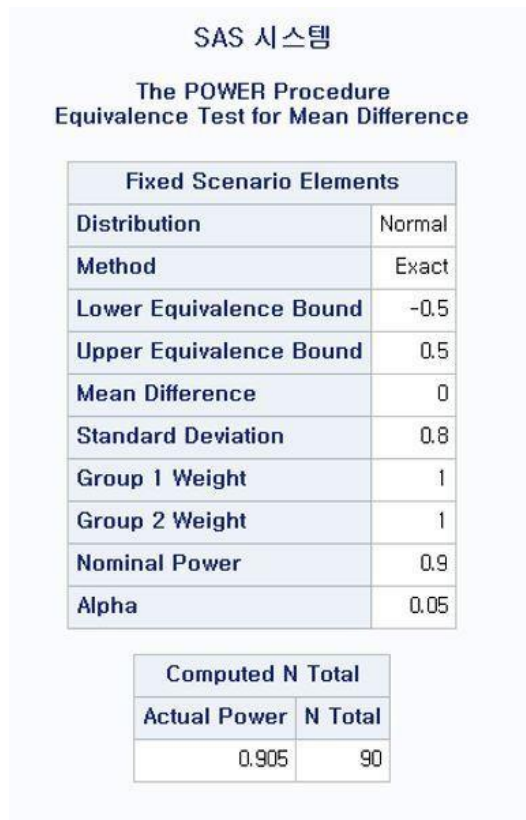 SAS 시스템
The POWER Procedure
Equivalence Test for Mean Difference
Fixed Scenario Elements
Distribution Normal
Method Exact
Lower Equivalence Bound -0.5
Upper Equivalence Bound 0.5
Mean Difference 0
Standard Deviation 0.8
Group 1 Weight 1
Group 2 Weight 1
Nominal Power 0.9
Alpha 0.05
Computed N Total
Actual Power N Total
0.905 90